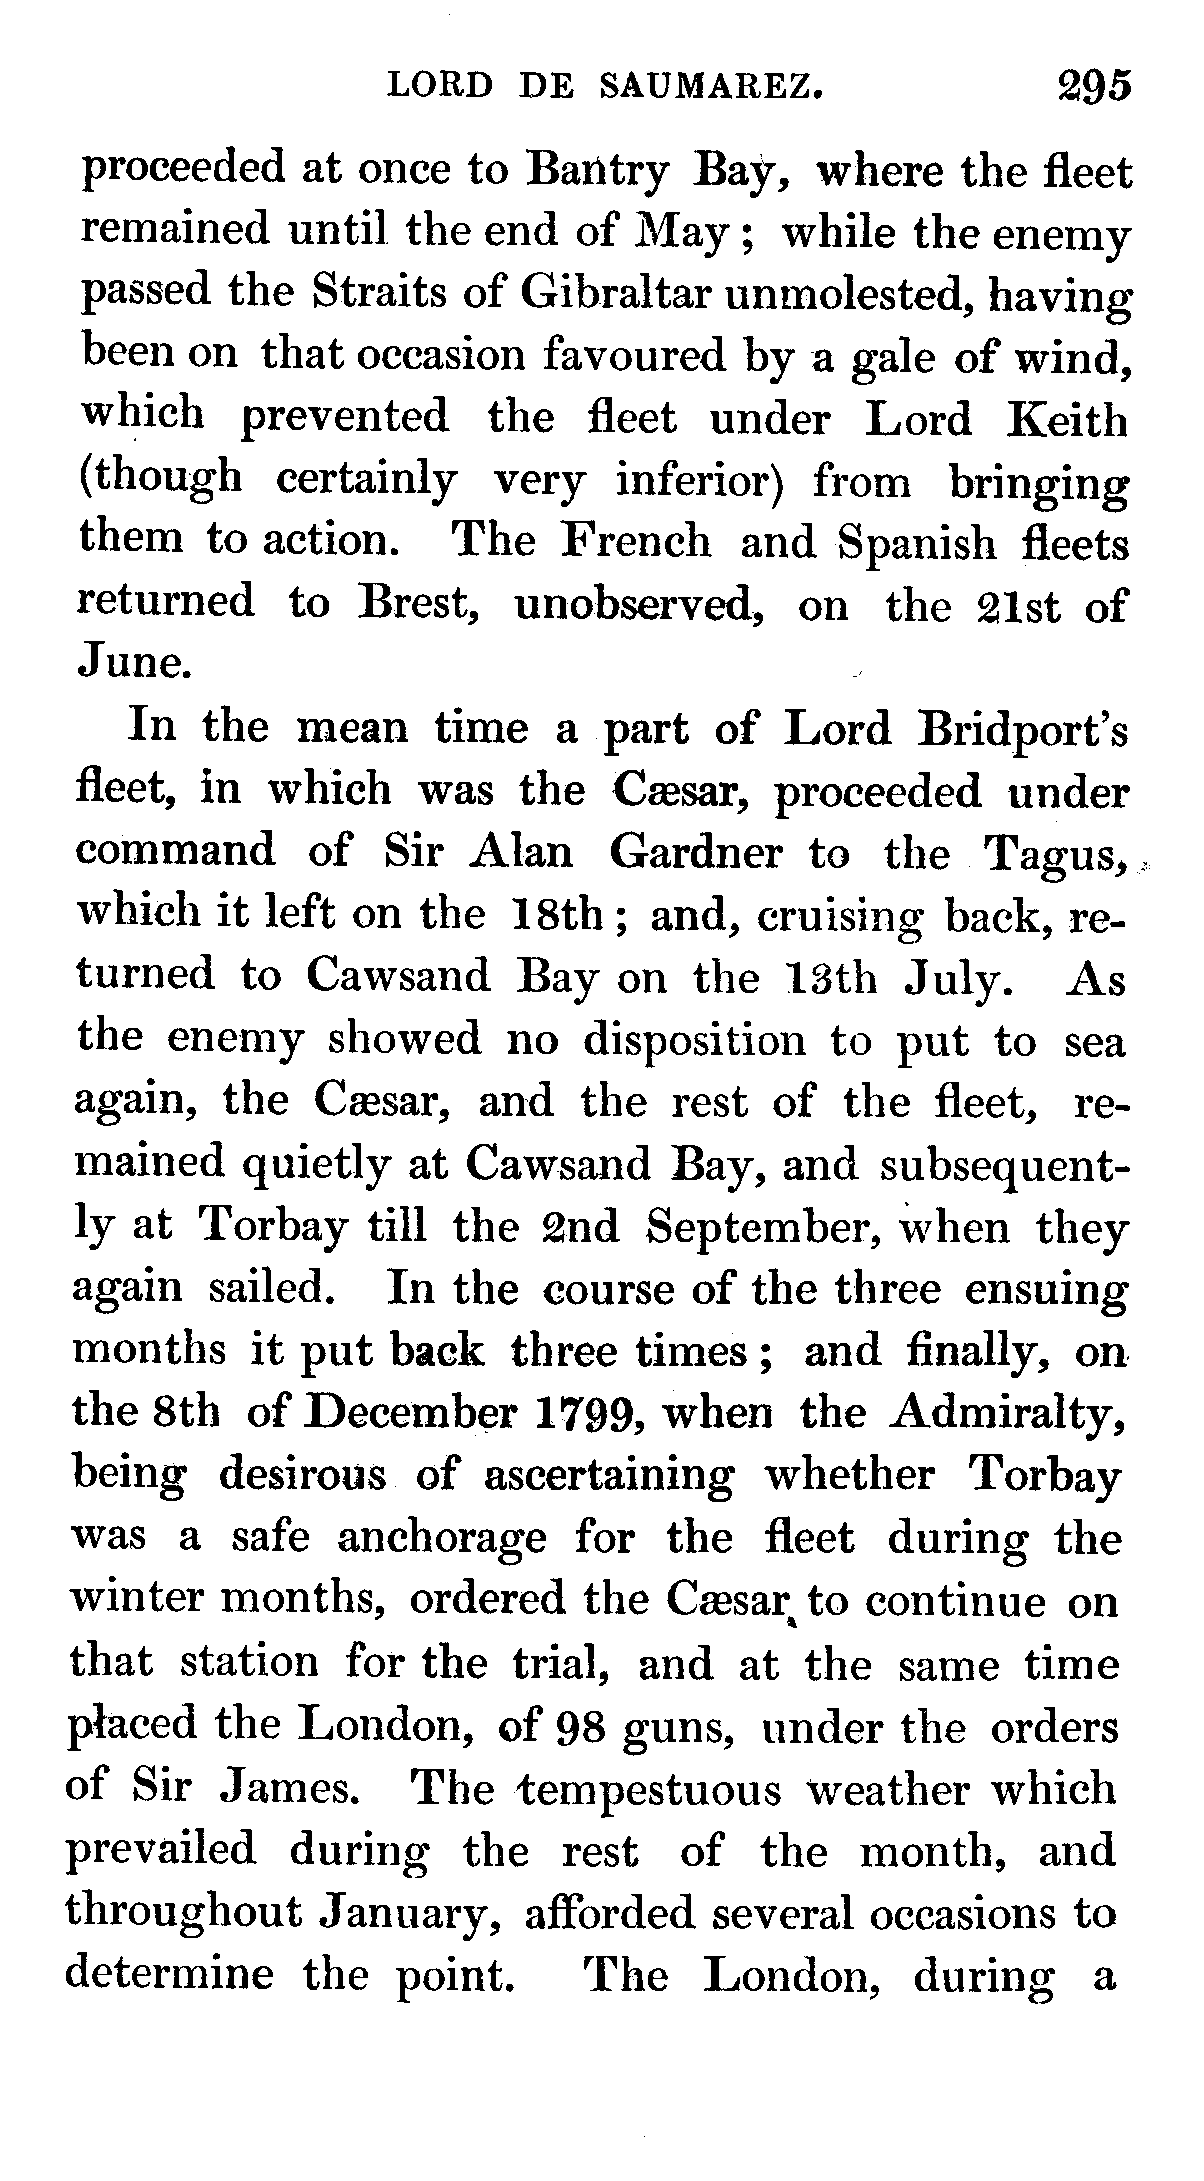 LORD DE SAUMAREZ. 295
proceeded at once to Bantry Bay, where the fleet
remained until the end of May ; while the enemy
passed the Straits of Gibraltar unmolested, having
been on that occasion favoured by a gale of wind,
which prevented the fleet under Lord Keith
(though certainly very inferior) from bringing
them to action. The French and Spanish fleets
returned to Brest, unobserved, on the 21st of
June.
In the mean time a part of Lord Bridport's
fleet, in which was the Cæsar, proceeded under
command of Sir Alan Gardner to the Tagus,
which it left on the 18th ; and, cruising back, re-
turned to Cawsand Bay on the 13th July. As
the enemy showed no disposition to put to sea
again, the Cæsar, and the rest of the fleet, re-
mained quietly at Cawsand Bay, and subsequent-
ly at Torbay till the 2nd September, when they
again sailed. In the course of the three ensuing
months it put back three times ; and finally, on
the 8th of December 1799, when the Admiralty,
being desirous of ascertaining whether Torbay
was a safe anchorage for the fleet during the
winter months, ordered the Cæsar to continue on
that station for the trial, and at the same time
placed the London, of 98 guns, under the orders
of Sir James. The tempestuous weather which
prevailed during the rest of the month, and
throughout January, afforded several occasions to
determine the point. The London, during a